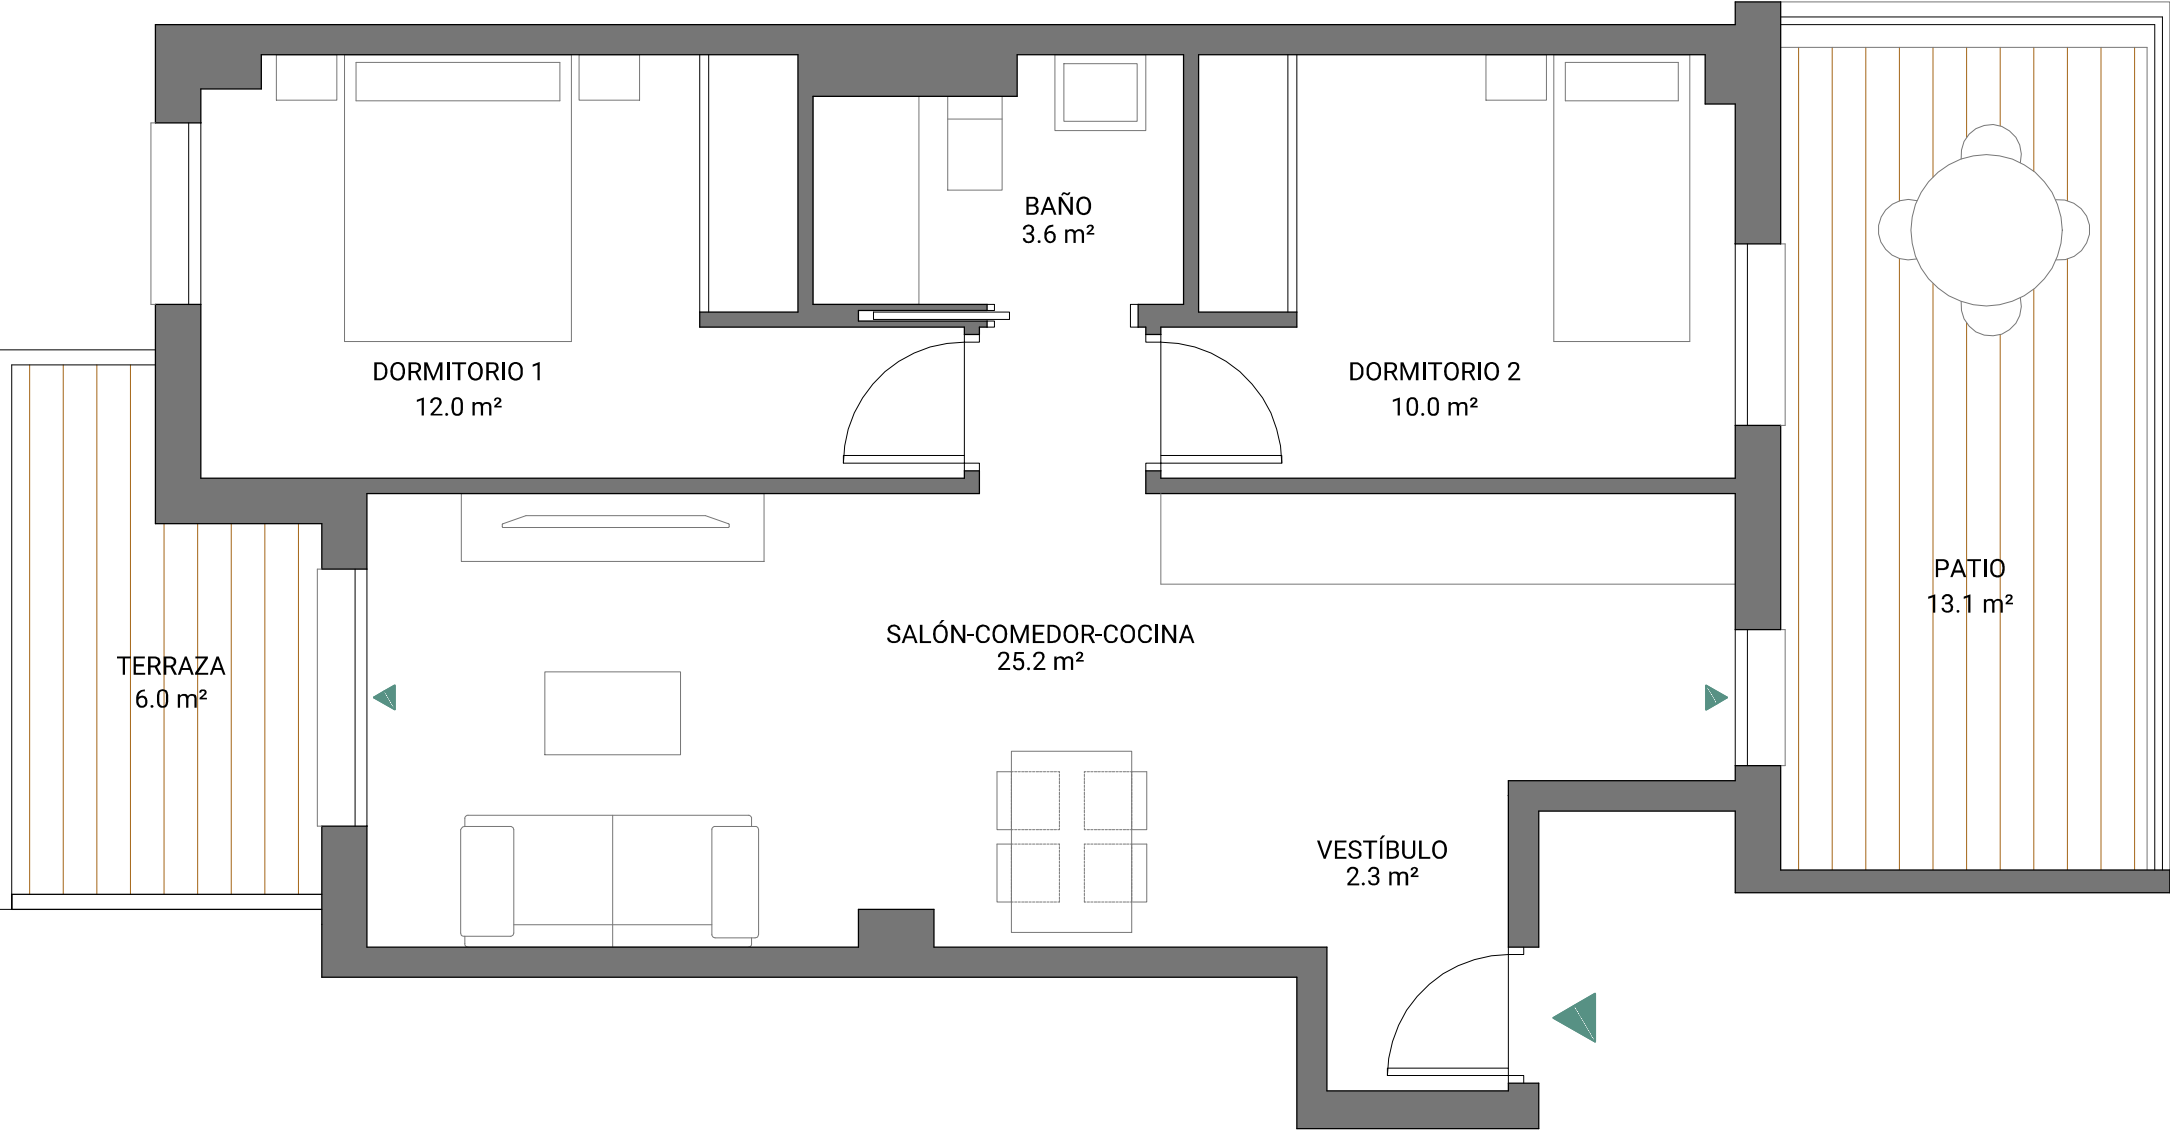 BAÑO
3.6 m²
DORMITORIO 1
12.0 m²
DORMITORIO 2
10.0 m²
PATIO
13.1 m²
SALÓN-COMEDOR-COCINA
25.2 m²
TERRAZA
6.0 m²
VESTÍBULO
2.3 m²